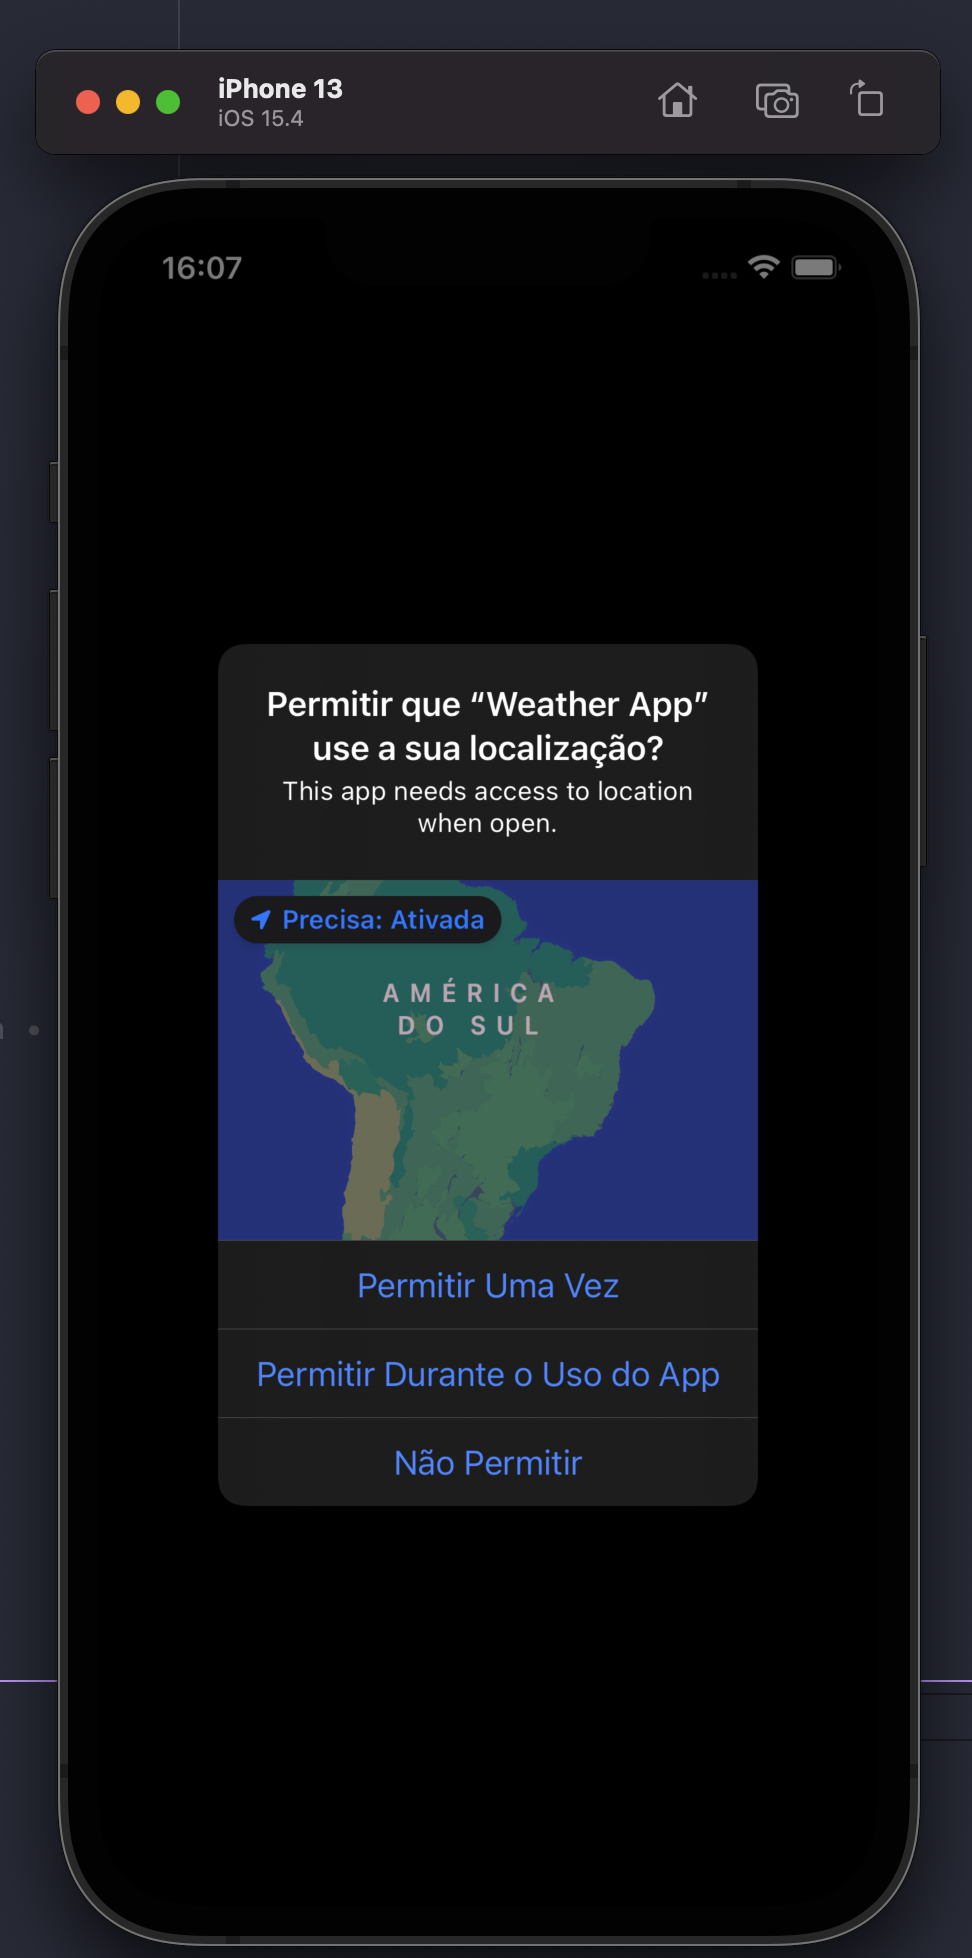 iPhone 13
iOS 15.4
16:07
Permitir que “Weather App”
use a sua localização?
This app needs access to location
when open.
Precisa: Ativada
AMÉRICA
DO SUL
Permitir Uma Vez
Permitir Durante o Uso do App
Não Permitir